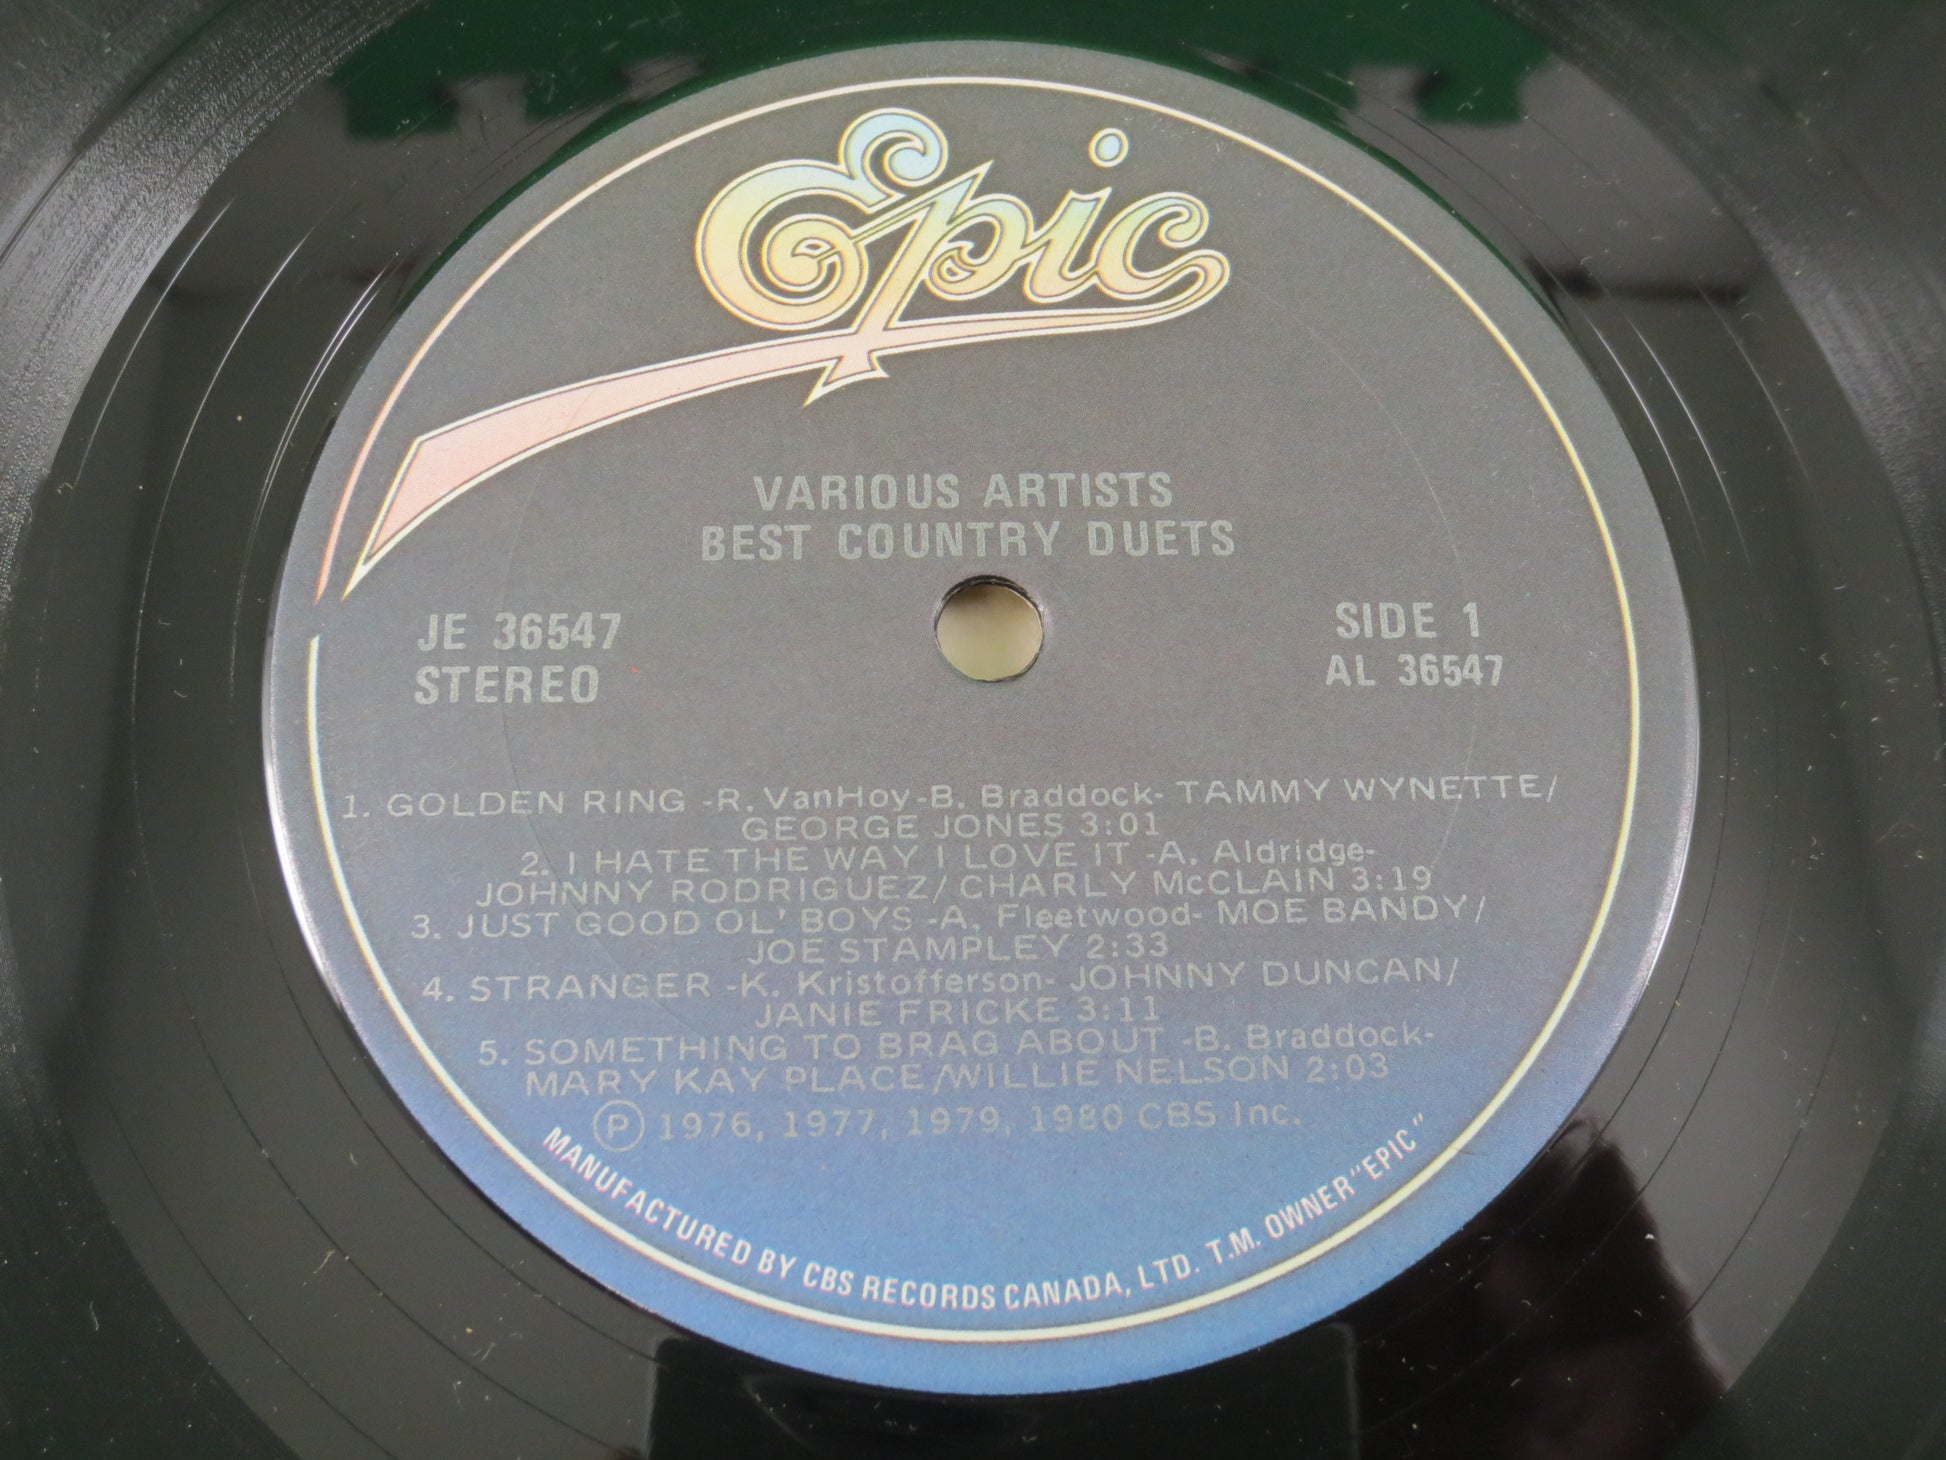 Epic
VARIOUS ARTISTS
BEST COUNTRY DUETS
JE 36547
STEREO
SIDE 1
AL 36547
1. GOLDEN RING -R. VanHoy-B. Braddock- TAMMY WYNETTE/
GEORGE JONES 3:01
2. I HATE THE WAY I LOVE IT -A. Aldridge-
JOHNNY RODRIGUEZ/CHARLY McCLAIN 3:19
3. JUST GOOD OL' BOYS -A. Fleetwood- MOE BANDY/
JOE STAMPLEY 2:33
4. STRANGER -K. Kristofferson- JOHNNY DUNCAN/
JANIE FRICKE 3:11
5. SOMETHING TO BRAG ABOUT -B. Braddock-
MARY KAY PLACE/WILLIE NELSON 2:03
Ⓟ 1976, 1977, 1979, 1980 CBS Inc.
MANUFACTURED BY CBS RECORDS CANADA, LTD. T.M. OWNER "EPIC"